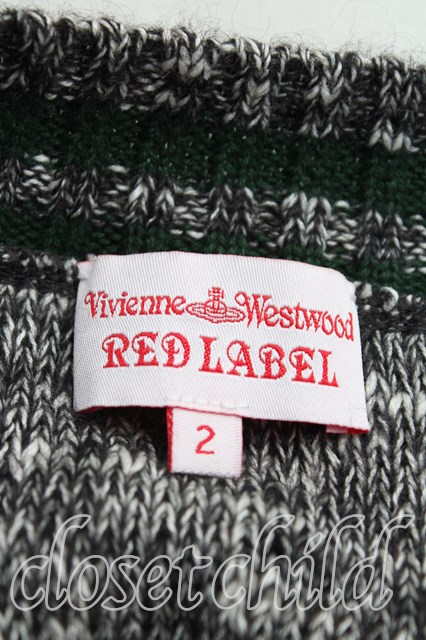 Vivienne Westwood
RED LABEL
2
closet child